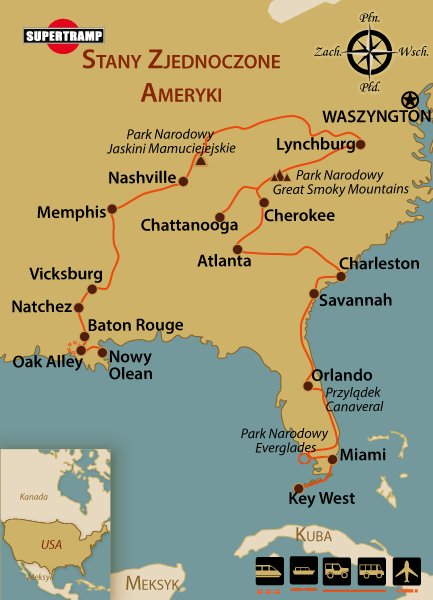 SUPERTRAMP
STANY ZJEDNOCZONE
AMERYKI
Płn.
Zach.
Wsch.
Płd.
WASZYNGTON
Park Narodowy
Jaskini Mamuciejejskie
Lynchburg
Nashville
Park Narodowy
Great Smoky Mountains
Memphis
Chattanooga
Cherokee
Atlanta
Charleston
Vicksburg
Savannah
Natchez
Baton Rouge
Oak Alley
Nowy
Olean
Orlando
Przylądek
Canaveral
Park Narodowy
Everglades
Miami
Key West
Kanada
USA
Meksyk
MEKSYK
KUBA